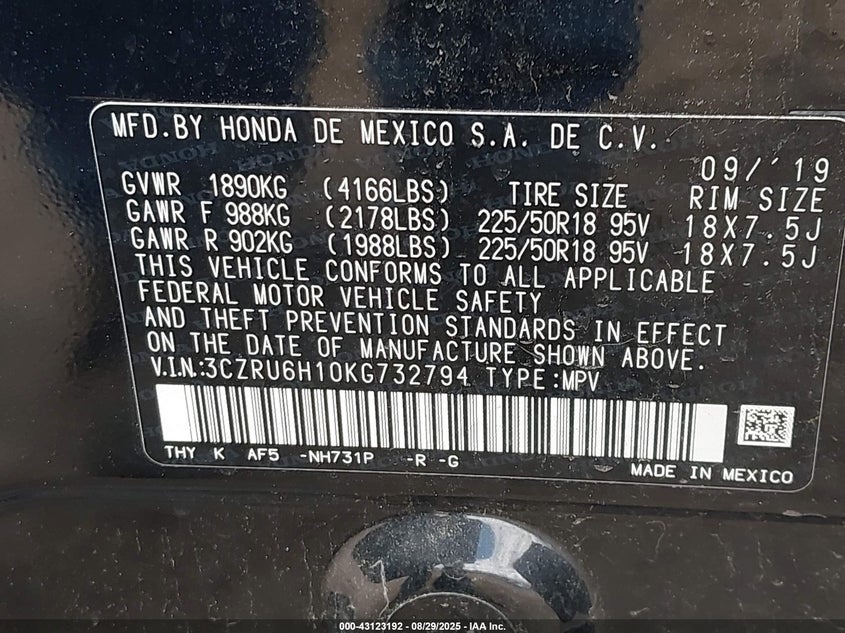 MFD.BY HONDA DE MEXICO S.A. DE C.V.
09/'19
GVWR 1890KG (4166LBS) TIRE SIZE RIM SIZE
GAWR F 988KG (2178LBS) 225/50R18 95V 18X7.5J
GAWR R 902KG (1988LBS) 225/50R18 95V 18X7.5J
THIS VEHICLE CONFORMS TO ALL APPLICABLE
FEDERAL MOTOR VEHICLE SAFETY
AND THEFT PREVENTION STANDARDS IN EFFECT
ON THE DATE OF MANUFACTURE SHOWN ABOVE.
V.I.N:3CZRU6H10KG732794 TYPE:MPV
THY K AF5 -NH731P -R -G
MADE IN MEXICO
000-43123192 - 08/29/2025 - IAA Inc.